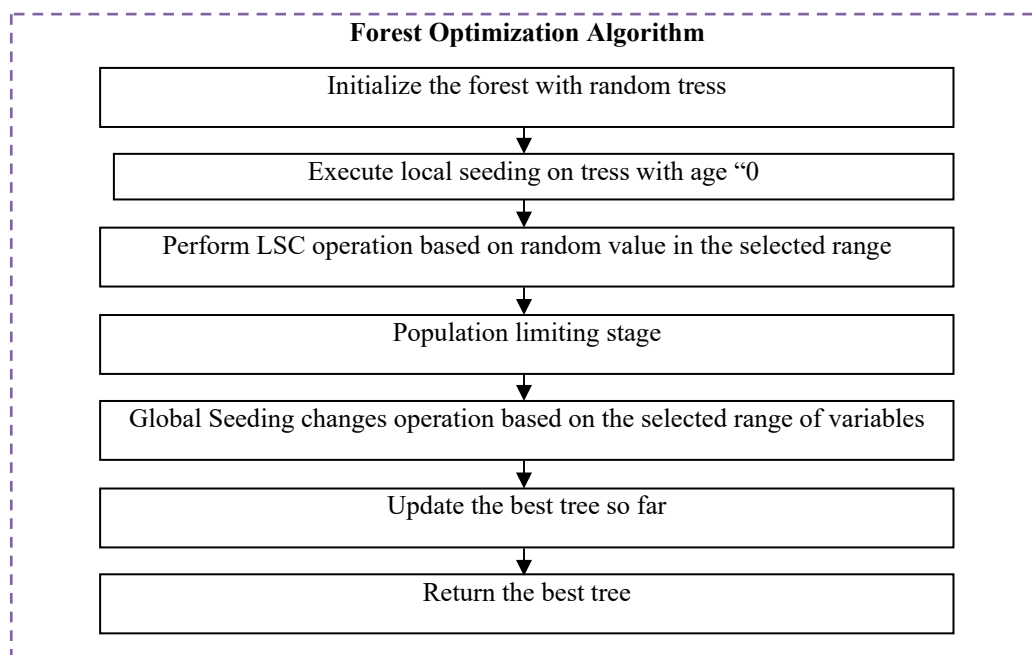 Forest Optimization Algorithm
Initialize the forest with random tress
Execute local seeding on tress with age “0
Perform LSC operation based on random value in the selected range
Population limiting stage
Global Seeding changes operation based on the selected range of variables
Update the best tree so far
Return the best tree